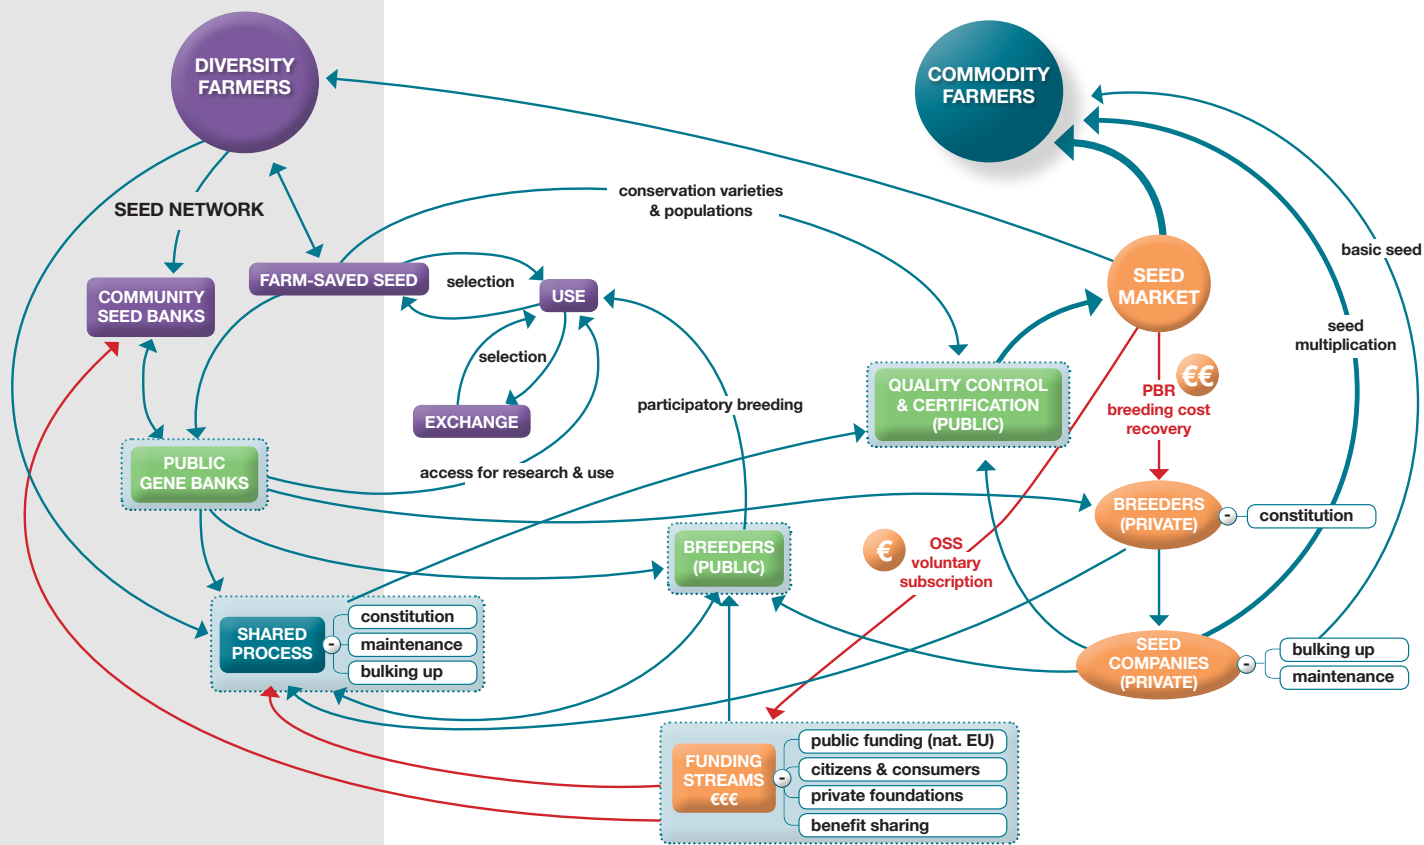 DIVERSITY
FARMERS
COMMODITY
FARMERS
SEED NETWORK
conservation varieties
& populations
basic seed
FARM-SAVED SEED
selection
USE
COMMUNITY
SEED BANKS
SEED
MARKET
seed
multiplication
selection
EXCHANGE
participatory breeding
QUALITY CONTROL
& CERTIFICATION
(PUBLIC)
€€
PBR
breeding cost
recovery
PUBLIC
GENE BANKS
access for research & use
BREEDERS
(PRIVATE)
-
constitution
BREEDERS
(PUBLIC)
€
OSS
voluntary
subscription
SHARED
PROCESS
-
constitution
maintenance
bulking up
SEED
COMPANIES
(PRIVATE)
-
bulking up
maintenance
FUNDING
STREAMS
€€€
-
public funding (nat. EU)
citizens & consumers
private foundations
benefit sharing